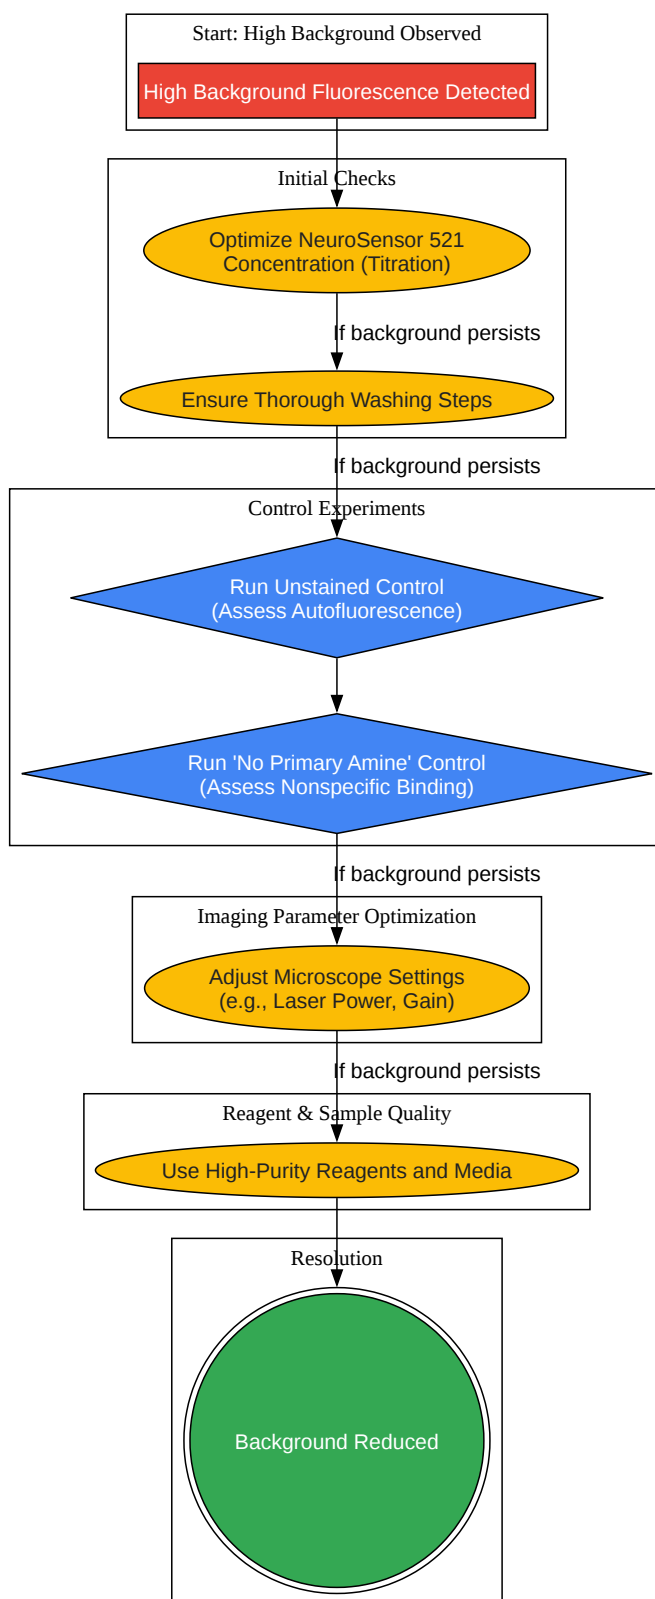 Start: High Background Observed
High Background Fluorescence Detected
Initial Checks
Optimize NeuroSensor 521
Concentration (Titration)
If background persists
Ensure Thorough Washing Steps
If background persists
Control Experiments
Run Unstained Control
(Assess Autofluorescence)
Run 'No Primary Amine' Control
(Assess Nonspecific Binding)
If background persists
Imaging Parameter Optimization
Adjust Microscope Settings
(e.g., Laser Power, Gain)
If background persists
Reagent & Sample Quality
Use High-Purity Reagents and Media
Resolution
Background Reduced